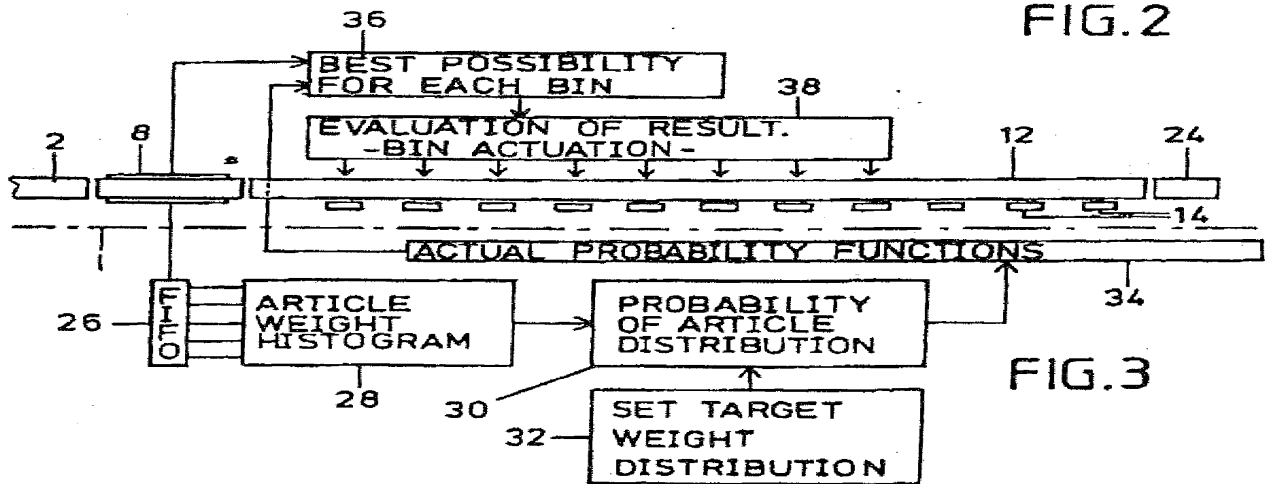 FIG.2
36
BEST POSSIBILITY
FOR EACH BIN
38
EVALUATION OF RESULT.
-BIN ACTUATION-
2
8
12
24
14
ACTUAL PROBABILITY FUNCTIONS
34
26
FIFO
ARTICLE
WEIGHT
HISTOGRAM
28
PROBABILITY
OF ARTICLE
DISTRIBUTION
30
FIG.3
SET TARGET
WEIGHT
DISTRIBUTION
32